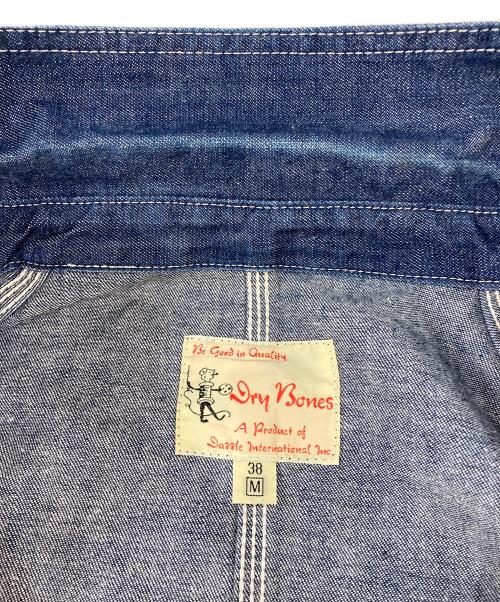 Be Good in Quality
Dry Bones
A Product of
Dazzle International Inc.
38
M